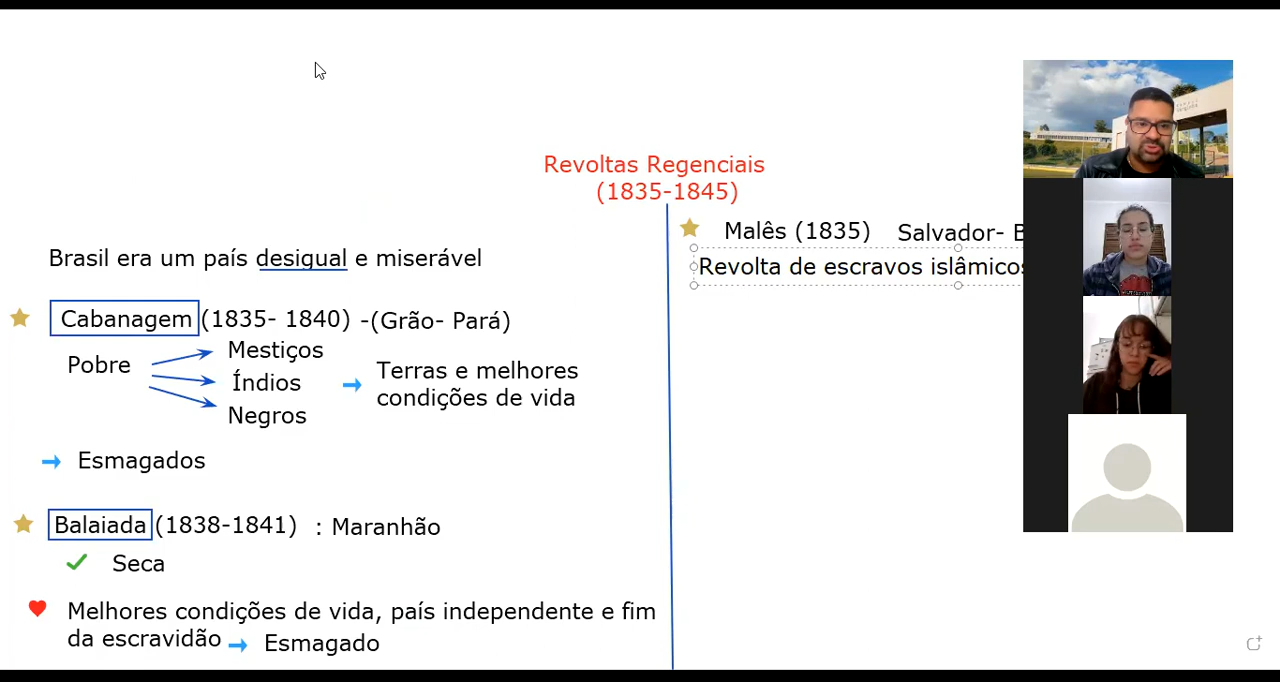 Revoltas Regenciais
(1835-1845)
Brasil era um país desigual e miserável
Cabanagem (1835- 1840) -(Grão- Pará)
Pobre
Mestiços
Índios
Negros
Terras e melhores
condições de vida
Esmagados
Balaiada (1838-1841) : Maranhão
Seca
Melhores condições de vida, país independente e fim
da escravidão
Esmagado
Malês (1835) Salvador- B
Revolta de escravos islâmicos